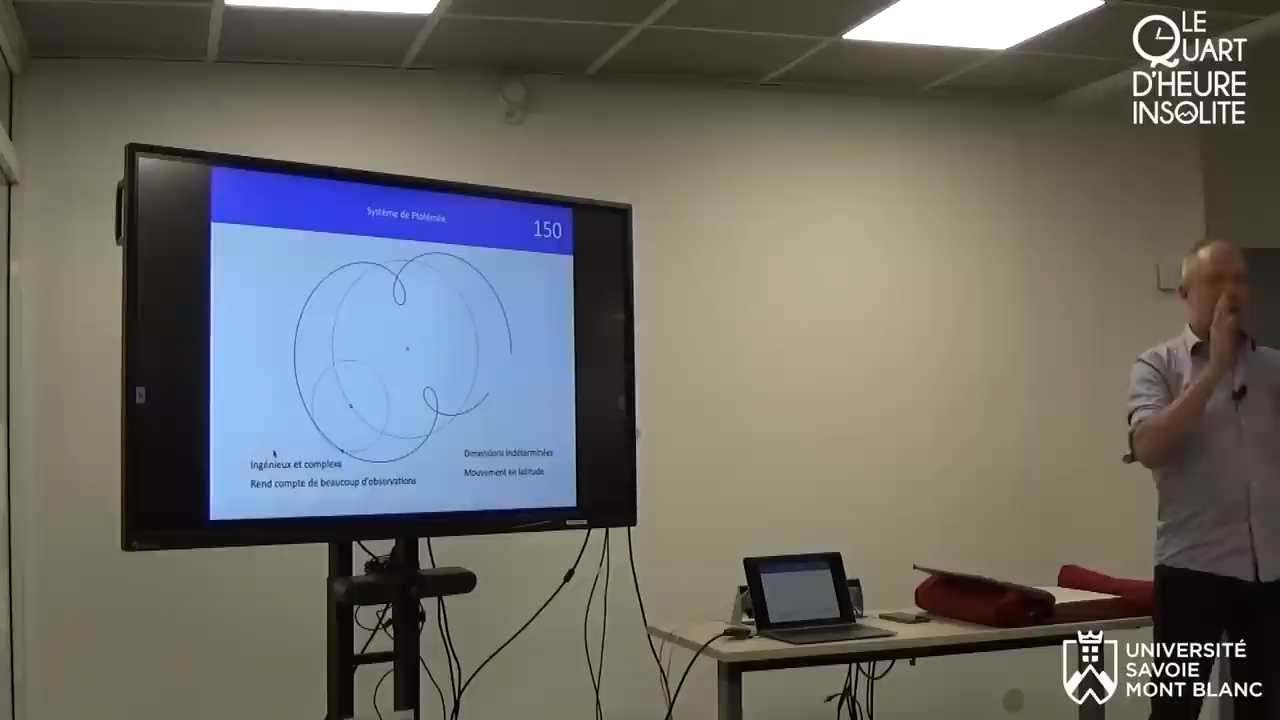 LE
QUART
D'HEURE
INSOLITE
Système de Ptolémée
150
Ingénieux et complexe
Rend compte de beaucoup d'observations
Dimensions indéterminées
Mouvement en latitude
UNIVERSITÉ
SAVOIE
MONT BLANC